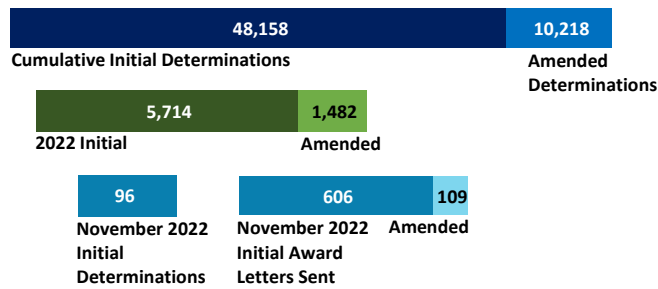 48,158 10,218
Cumulative Initial Determinations Amended
Determinations
5,714 1,482
2022 Initial Amended
96 606 109
November 2022 November 2022 Amended
Initial Initial Award
Determinations Letters Sent